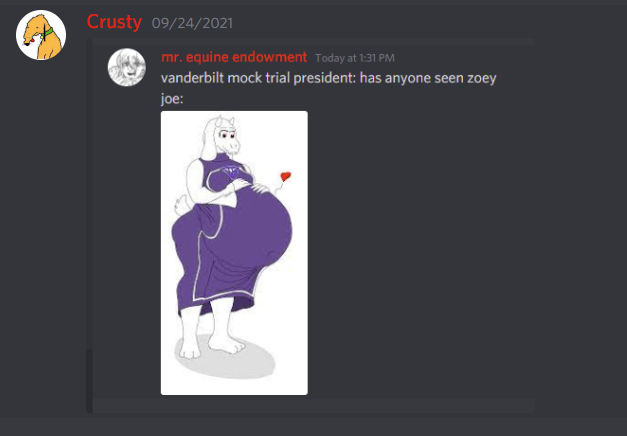 Crusty 09/24/2021
mr. equine endowment Today at 1:31 PM
vanderbilt mock trial president: has anyone seen zoey
joe: